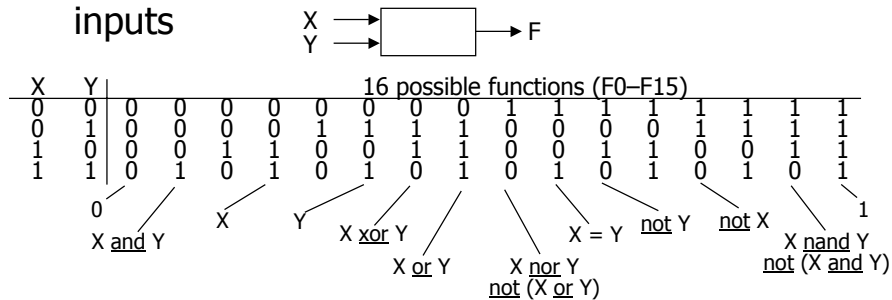 inputs
X
Y
F
X Y 16 possible functions (F0–F15)
0 0 0 0 0 0 0 0 0 0 1 1 1 1 1 1 1 1
0 1 0 0 0 0 1 1 1 1 0 0 0 0 1 1 1 1
1 0 0 0 1 1 0 0 1 1 0 0 1 1 0 0 1 1
1 1 0 1 0 1 0 1 0 1 0 1 0 1 0 1 0 1
0
X and Y
X
Y
X xor Y
X or Y
X nor Y
not (X or Y)
X = Y
not Y
not X
X nand Y
not (X and Y)
1